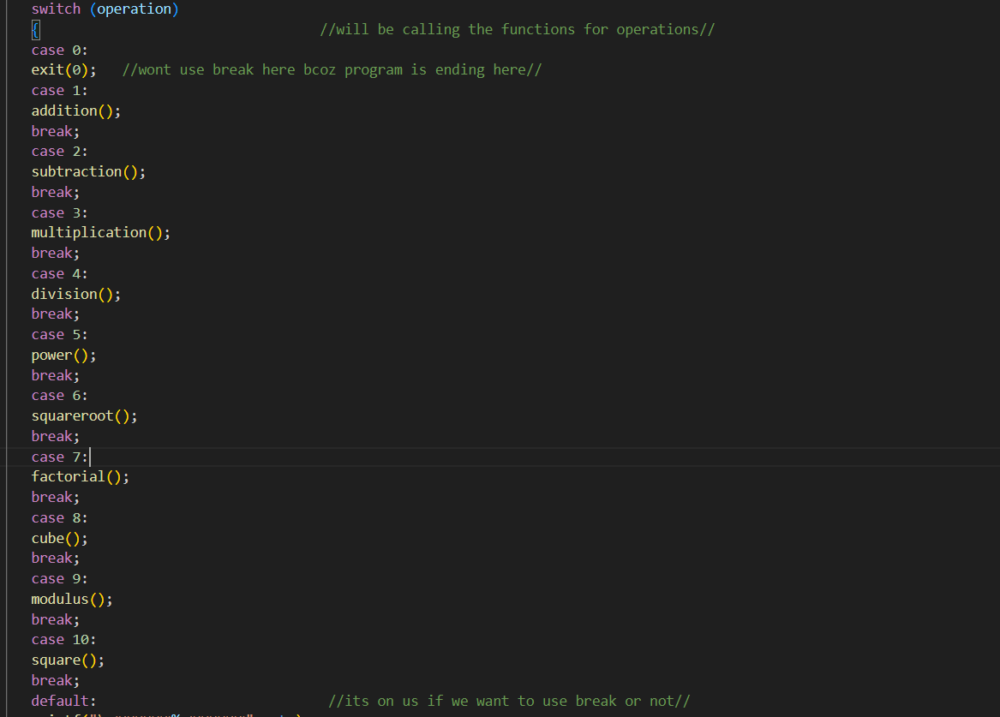 switch (operation)
{ //will be calling the functions for operations//
case 0:
exit(0); //wont use break here bcoz program is ending here//
case 1:
addition();
break;
case 2:
subtraction();
break;
case 3:
multiplication();
break;
case 4:
division();
break;
case 5:
power();
break;
case 6:
squareroot();
break;
case 7:
factorial();
break;
case 8:
cube();
break;
case 9:
modulus();
break;
case 10:
square();
break;
default: //its on us if we want to use break or not//